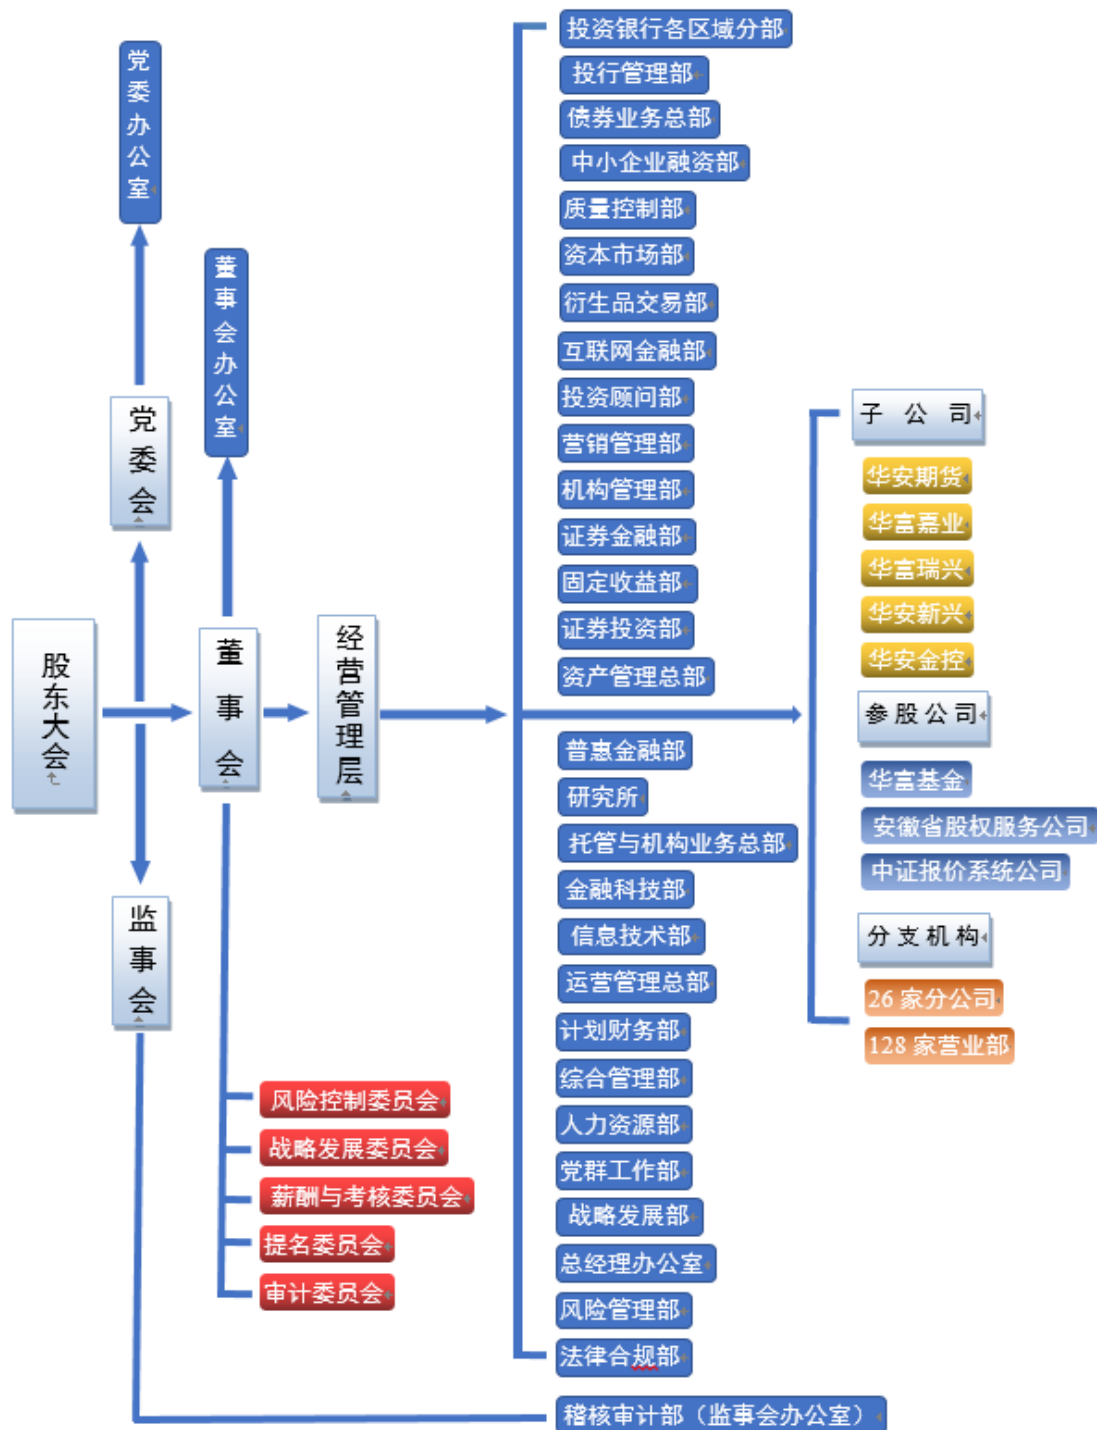 党委办公室
董事会办公室
党委会
股东大会
董事会
经营管理层
监事会
风险控制委员会
战略发展委员会
薪酬与考核委员会
提名委员会
审计委员会
投资银行各区域分部
投行管理部
债券业务总部
中小企业融资部
质量控制部
资本市场部
衍生品交易部
互联网金融部
投资顾问部
营销管理部
机构管理部
证券金融部
固定收益部
证券投资部
资产管理总部
普惠金融部
研究所
托管与机构业务总部
金融科技部
信息技术部
运营管理总部
计划财务部
综合管理部
人力资源部
党群工作部
战略发展部
总经理办公室
风险管理部
法律合规部
稽核审计部（监事会办公室）
子公司
华安期货
华富嘉业
华富瑞兴
华安新兴
华安金控
参股公司
华富基金
安徽省股权服务公司
中证报价系统公司
分支机构
26 家分公司
128 家营业部